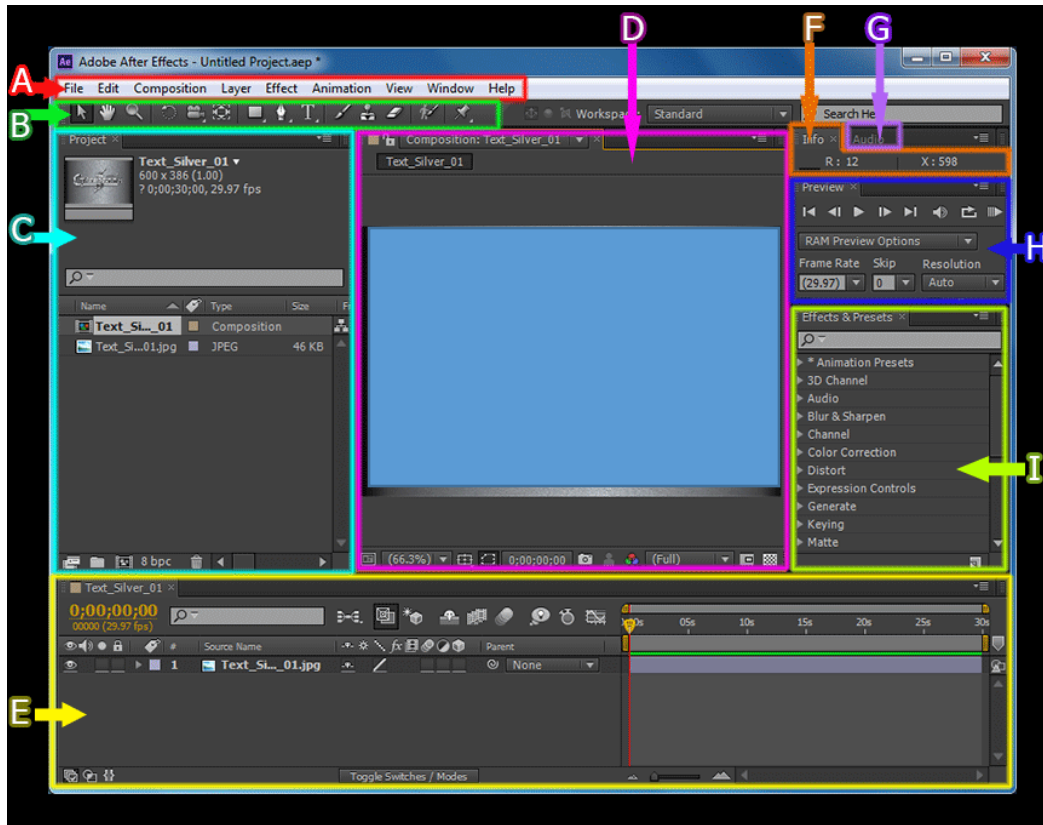 D F G
Adobe After Effects - Untitled Project.aep *
A
File Edit Composition Layer Effect Animation View Window Help
B
T Workspac Standard Search He
Project × Composition: Text_Silver_01 × Info × Audio
Text_Silver_01 Text_Silver_01 R : 12 X : 598
600 x 386 (1.00)
? 0;00;30;00, 29.97 fps
Preview ×
C
H
RAM Preview Options
Frame Rate Skip Resolution
(29.97) 0 Auto
Name Type Size F
Effects & Presets ×
Text_Si..._01 Composition
Text_Si...01.jpg JPEG 46 KB
* Animation Presets
3D Channel
Audio
Blur & Sharpen
Channel
Color Correction
Distort
I
Expression Controls
Generate
Keying
Matte
8 bpc (66.3%) 0;00;00;00 (Full)
Text_Silver_01 ×
0;00;00;00
00000 (29.97 fps)
0s 05s 10s 15s 20s 25s 30s
# Source Name fx Parent
1 Text_Si..._01.jpg None
E
Toggle Switches / Modes